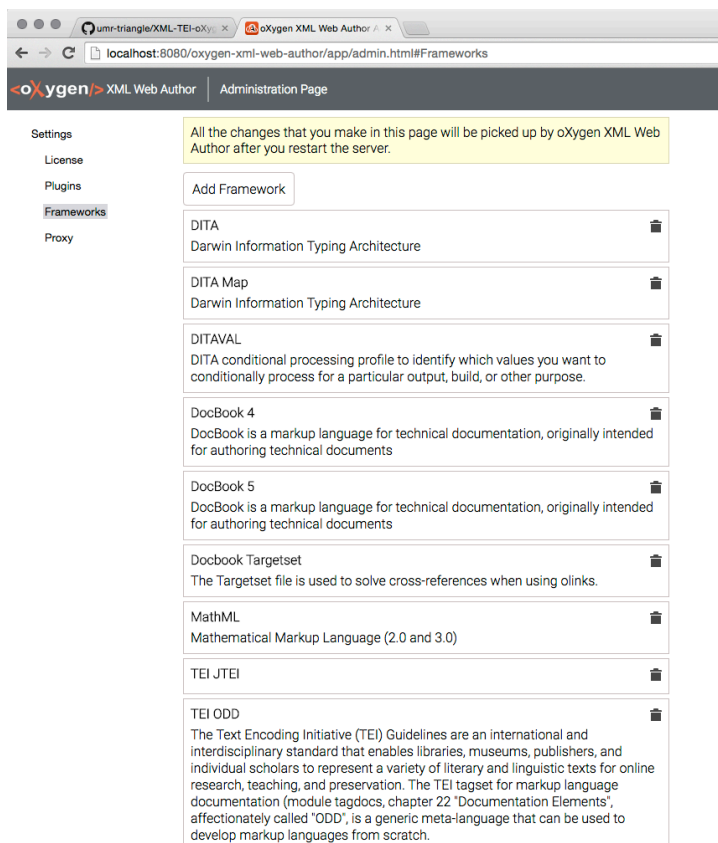 umr-triangle/XML-TEI-oXyg
oXygen XML Web Author A
localhost:8080/oxygen-xml-web-author/app/admin.html#Frameworks
<oXygen/> XML Web Author
Administration Page
Settings
License
Plugins
Frameworks
Proxy
All the changes that you make in this page will be picked up by oXygen XML Web
Author after you restart the server.
Add Framework
DITA
Darwin Information Typing Architecture
DITA Map
Darwin Information Typing Architecture
DITAVAL
DITA conditional processing profile to identify which values you want to
conditionally process for a particular output, build, or other purpose.
DocBook 4
DocBook is a markup language for technical documentation, originally intended
for authoring technical documents
DocBook 5
DocBook is a markup language for technical documentation, originally intended
for authoring technical documents
Docbook Targetset
The Targetset file is used to solve cross-references when using olinks.
MathML
Mathematical Markup Language (2.0 and 3.0)
TEI JTEI
TEI ODD
The Text Encoding Initiative (TEI) Guidelines are an international and
interdisciplinary standard that enables libraries, museums, publishers, and
individual scholars to represent a variety of literary and linguistic texts for online
research, teaching, and preservation. The TEI tagset for markup language
documentation (module tagdocs, chapter 22 "Documentation Elements",
affectionately called "ODD", is a generic meta-language that can be used to
develop markup languages from scratch.